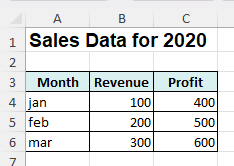 A B C
1 Sales Data for 2020
2
3 Month Revenue Profit
4 jan 100 400
5 feb 200 500
6 mar 300 600
7